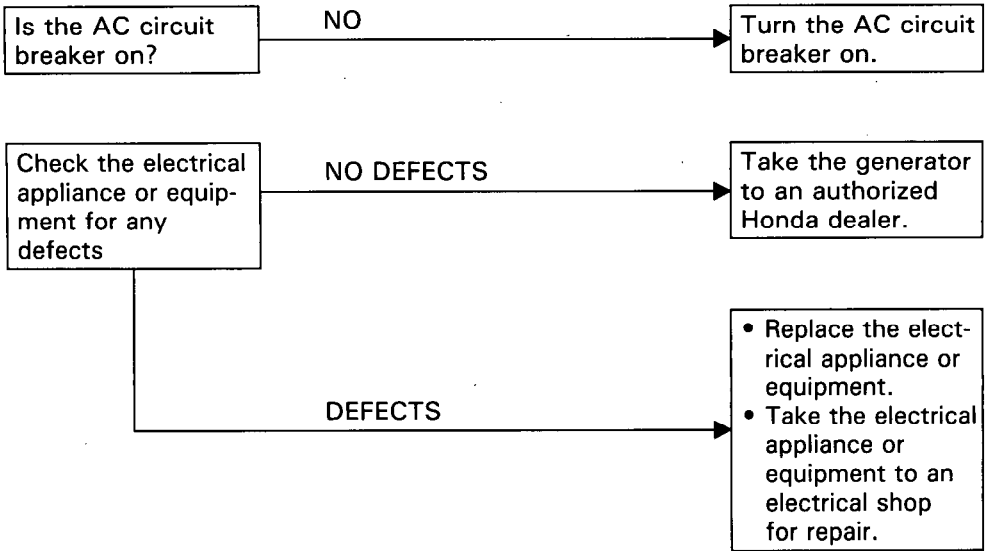 Is the AC circuit
breaker on?
NO
Turn the AC circuit
breaker on.
Check the electrical
appliance or equip-
ment for any
defects
NO DEFECTS
Take the generator
to an authorized
Honda dealer.
DEFECTS
• Replace the elect-
rical appliance or
equipment.
• Take the electrical
appliance or
equipment to an
electrical shop
for repair.